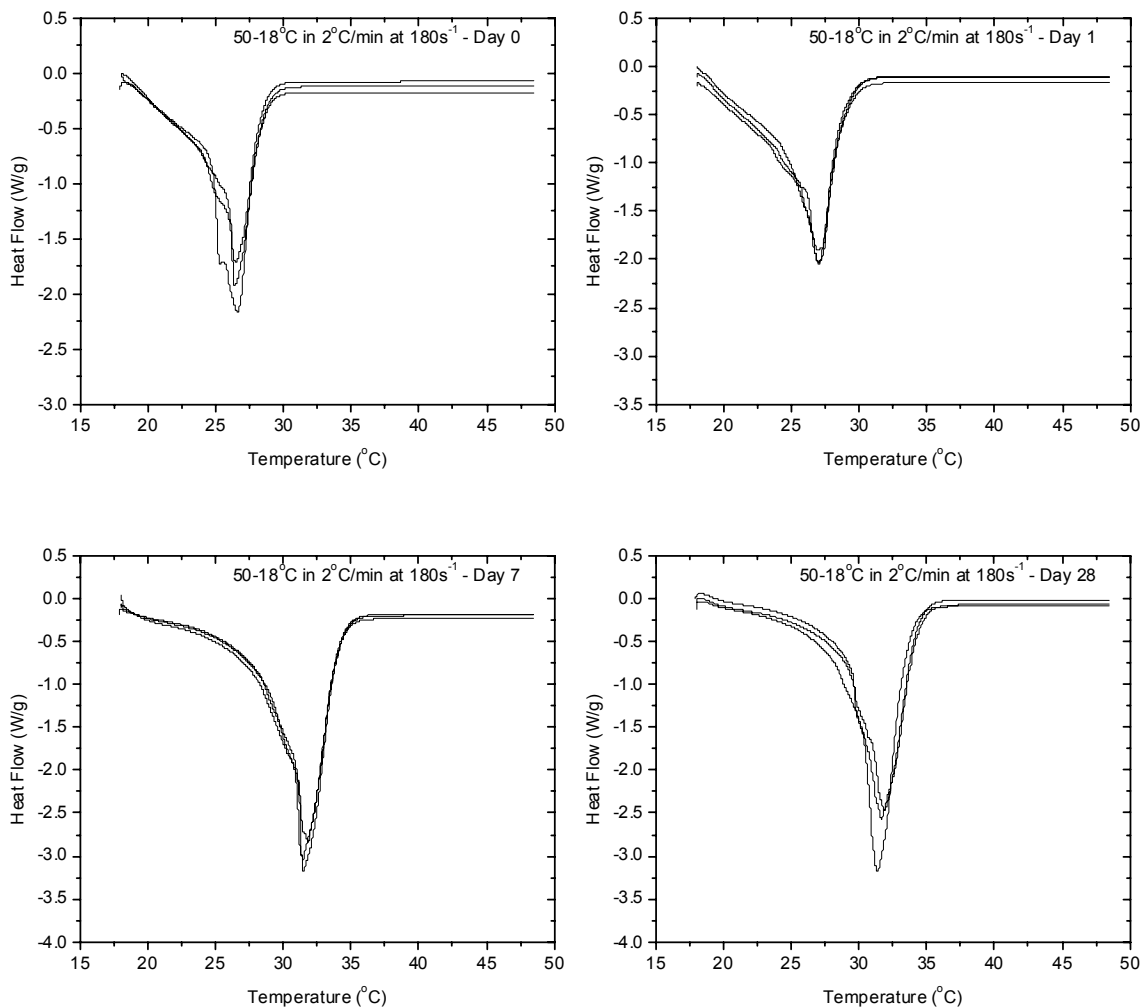 50-18°C in 2°C/min at 180s⁻¹ - Day 0
0.5
0.0
-0.5
-1.0
-1.5
-2.0
-2.5
-3.0
Heat Flow (W/g)
15 20 25 30 35 40 45 50
Temperature (°C)
50-18°C in 2°C/min at 180s⁻¹ - Day 1
0.5
0.0
-0.5
-1.0
-1.5
-2.0
-2.5
-3.0
-3.5
Heat Flow (W/g)
15 20 25 30 35 40 45 50
Temperature (°C)
50-18°C in 2°C/min at 180s⁻¹ - Day 7
0.5
0.0
-0.5
-1.0
-1.5
-2.0
-2.5
-3.0
-3.5
-4.0
Heat Flow (W/g)
15 20 25 30 35 40 45 50
Temperature (°C)
50-18°C in 2°C/min at 180s⁻¹ - Day 28
0.5
0.0
-0.5
-1.0
-1.5
-2.0
-2.5
-3.0
-3.5
-4.0
Heat Flow (W/g)
15 20 25 30 35 40 45 50
Temperature (°C)